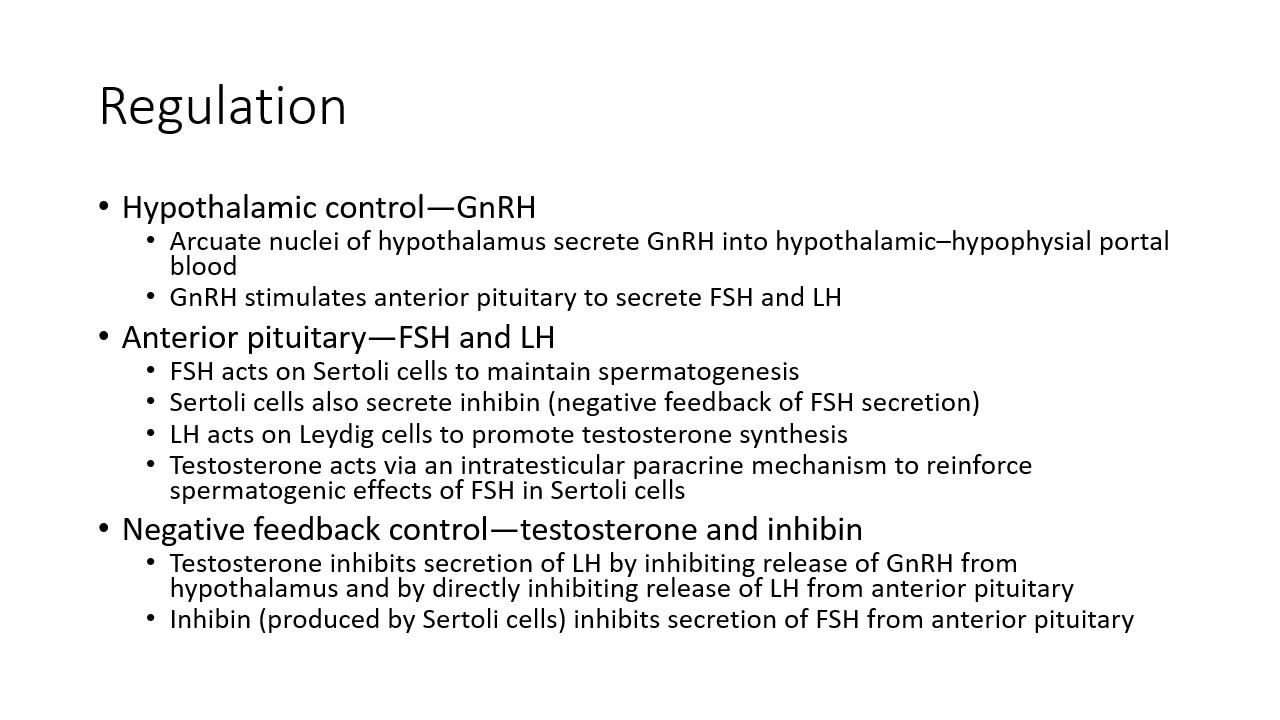 Regulation
• Hypothalamic control—GnRH
• Arcuate nuclei of hypothalamus secrete GnRH into hypothalamic–hypophysial portal
blood
• GnRH stimulates anterior pituitary to secrete FSH and LH
• Anterior pituitary—FSH and LH
• FSH acts on Sertoli cells to maintain spermatogenesis
• Sertoli cells also secrete inhibin (negative feedback of FSH secretion)
• LH acts on Leydig cells to promote testosterone synthesis
• Testosterone acts via an intratesticular paracrine mechanism to reinforce
spermatogenic effects of FSH in Sertoli cells
• Negative feedback control—testosterone and inhibin
• Testosterone inhibits secretion of LH by inhibiting release of GnRH from
hypothalamus and by directly inhibiting release of LH from anterior pituitary
• Inhibin (produced by Sertoli cells) inhibits secretion of FSH from anterior pituitary